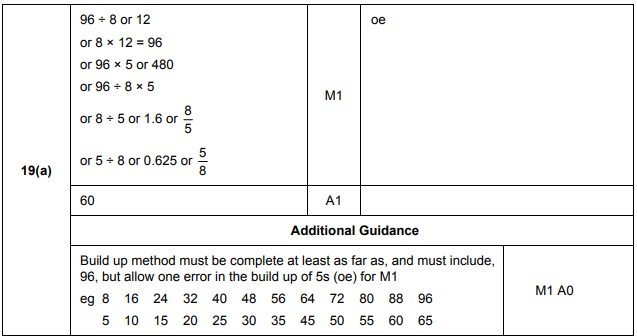 96 ÷ 8 or 12
or 8 × 12 = 96
or 96 × 5 or 480
or 96 ÷ 8 × 5
or 8 ÷ 5 or 1.6 or 8/5
or 5 ÷ 8 or 0.625 or 5/8
M1
oe
19(a)
60
A1
Additional Guidance
Build up method must be complete at least as far as, and must include,
96, but allow one error in the build up of 5s (oe) for M1
eg 8 16 24 32 40 48 56 64 72 80 88 96
5 10 15 20 25 30 35 45 50 55 60 65
M1 A0